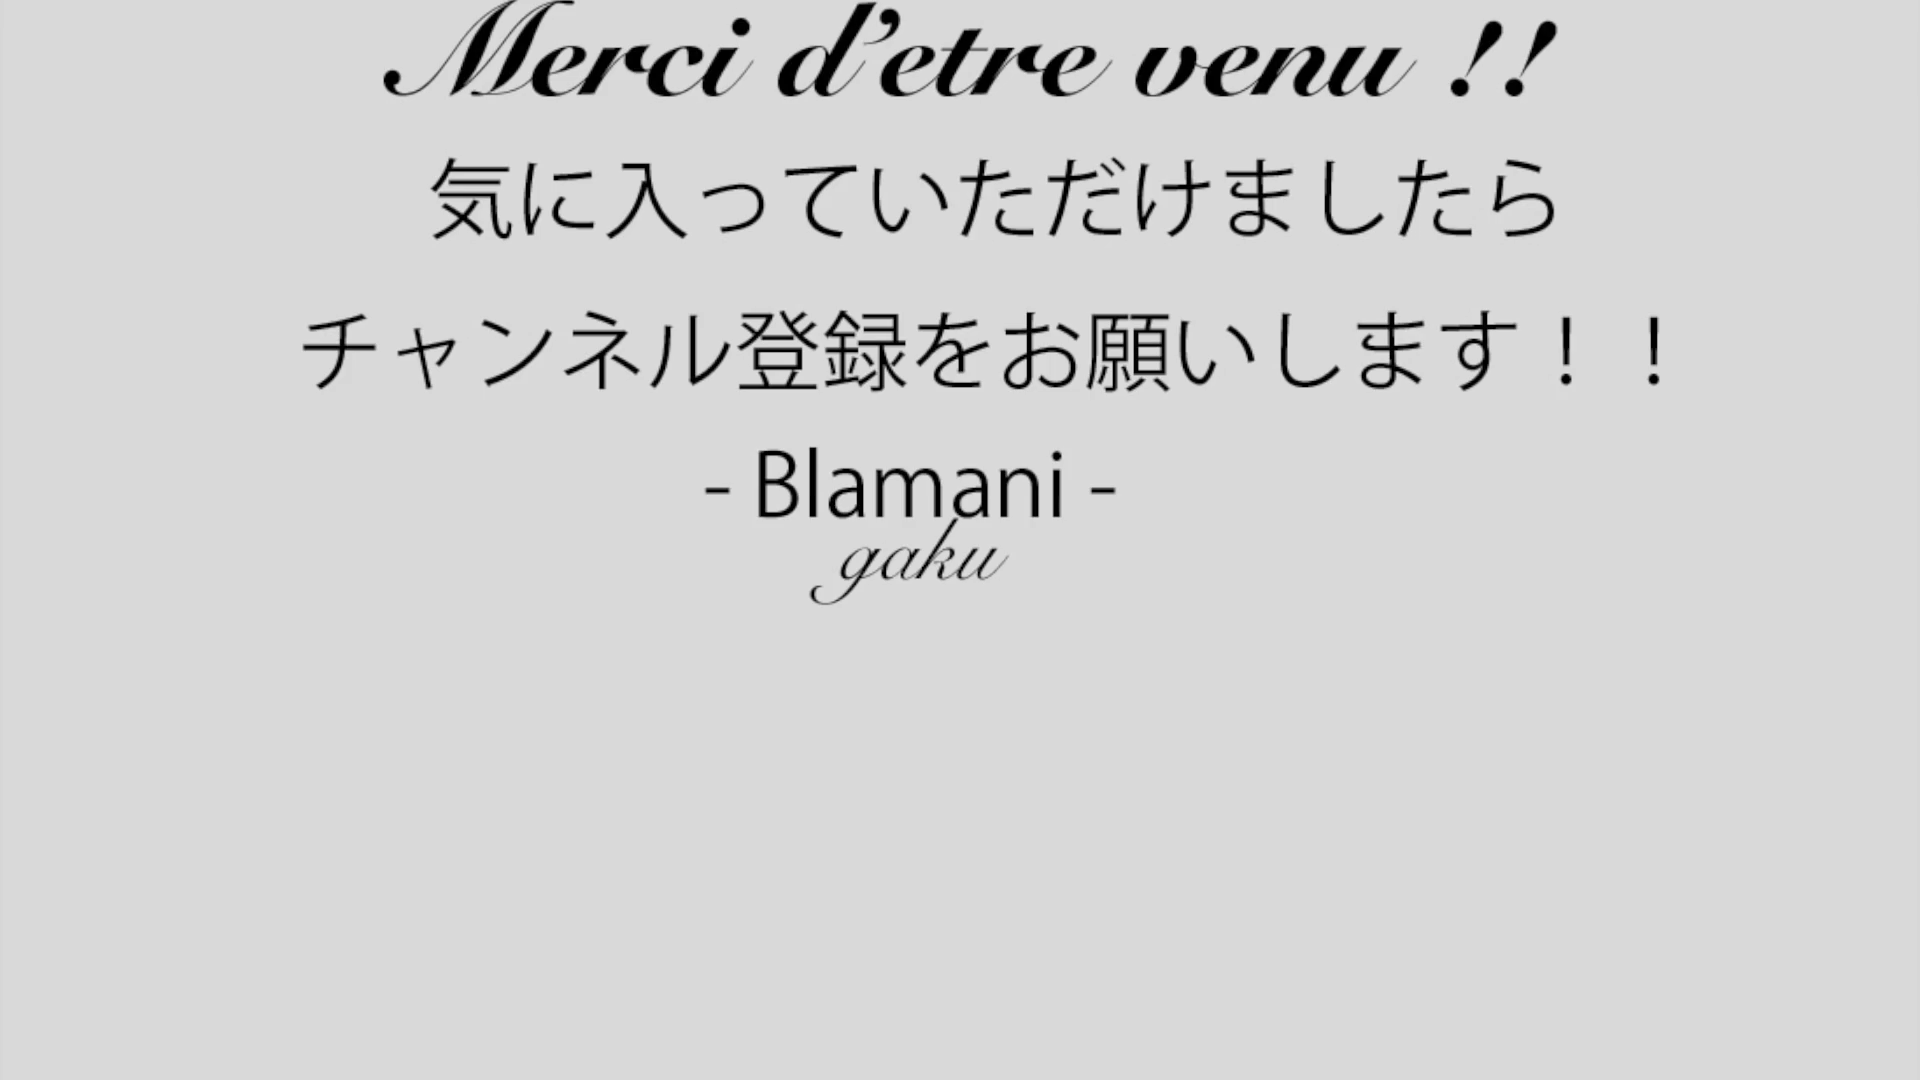 Merci d’etre venu !!
気に入っていただけましたら
チャンネル登録をお願いします！！
- Blamani -
gaku